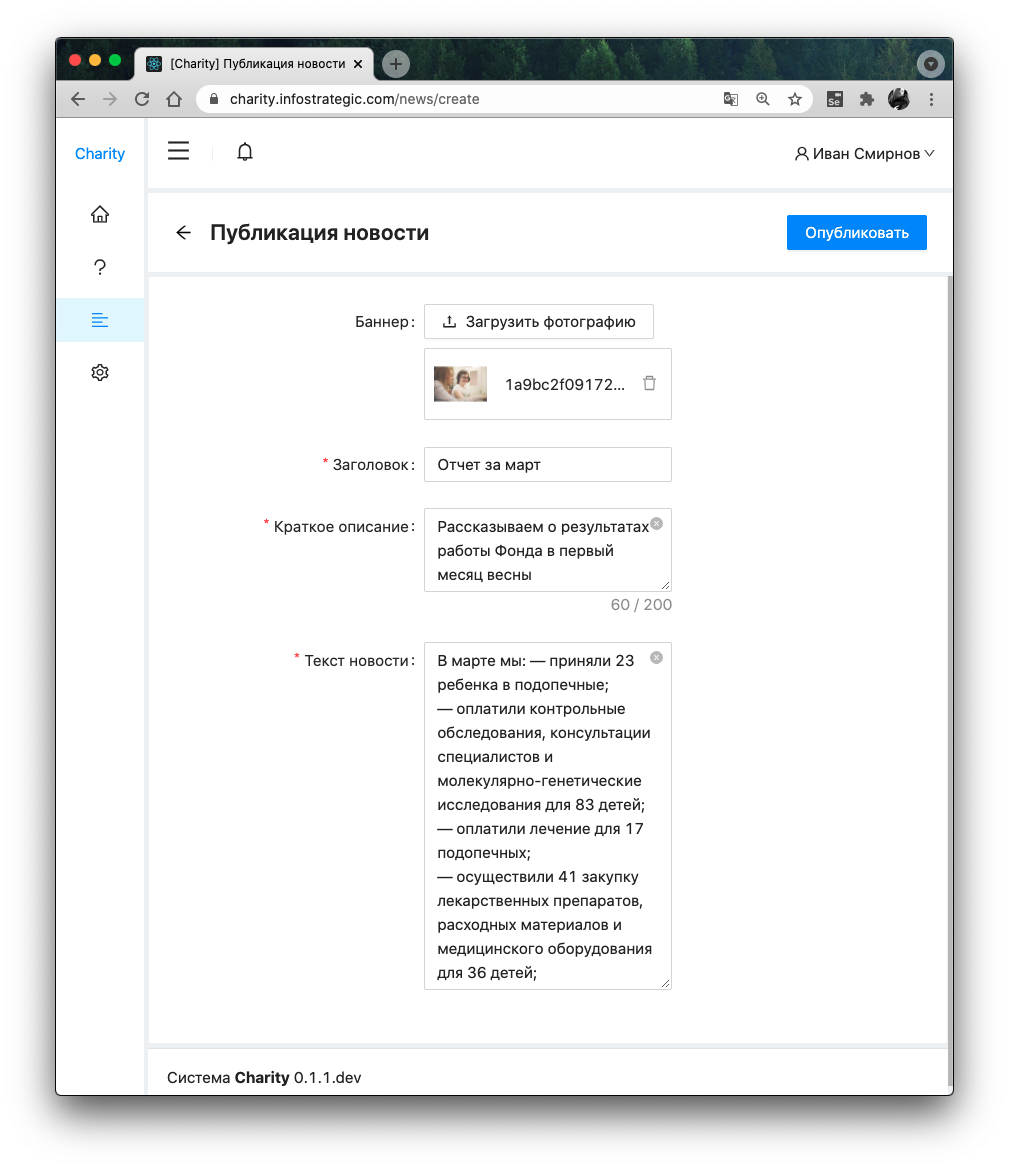 [Charity] Публикация новости
charity.infostrategic.com/news/create
Se
Charity
Иван Смирнов
Публикация новости
Опубликовать
Баннер:
Загрузить фотографию
1a9bc2f09172...
* Заголовок:
Отчет за март
* Краткое описание:
Рассказываем о результатах
работы Фонда в первый
месяц весны
60 / 200
* Текст новости:
В марте мы: — приняли 23
ребенка в подопечные;
— оплатили контрольные
обследования, консультации
специалистов и
молекулярно-генетические
исследования для 83 детей;
— оплатили лечение для 17
подопечных;
— осуществили 41 закупку
лекарственных препаратов,
расходных материалов и
медицинского оборудования
для 36 детей;
Система Charity 0.1.1.dev